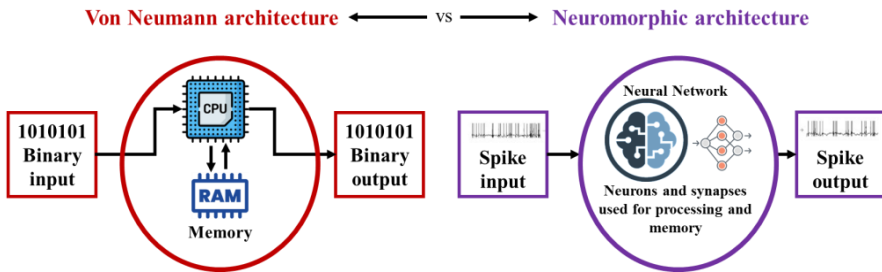 Von Neumann architecture vs Neuromorphic architecture
1010101
Binary
input
CPU
RAM
Memory
1010101
Binary
output
Spike
input
Neural Network
Neurons and synapses
used for processing and
memory
Spike
output